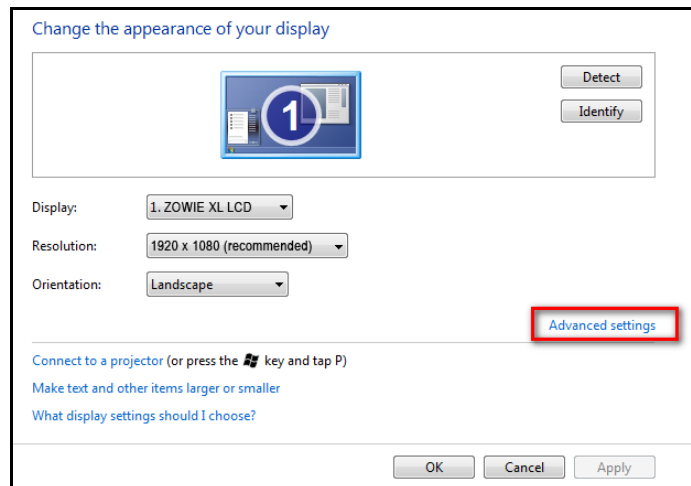 Change the appearance of your display
Detect
Identify
1
Display: 1. ZOWIE XL LCD
Resolution: 1920 x 1080 (recommended)
Orientation: Landscape
Advanced settings
Connect to a projector (or press the key and tap P)
Make text and other items larger or smaller
What display settings should I choose?
OK Cancel Apply